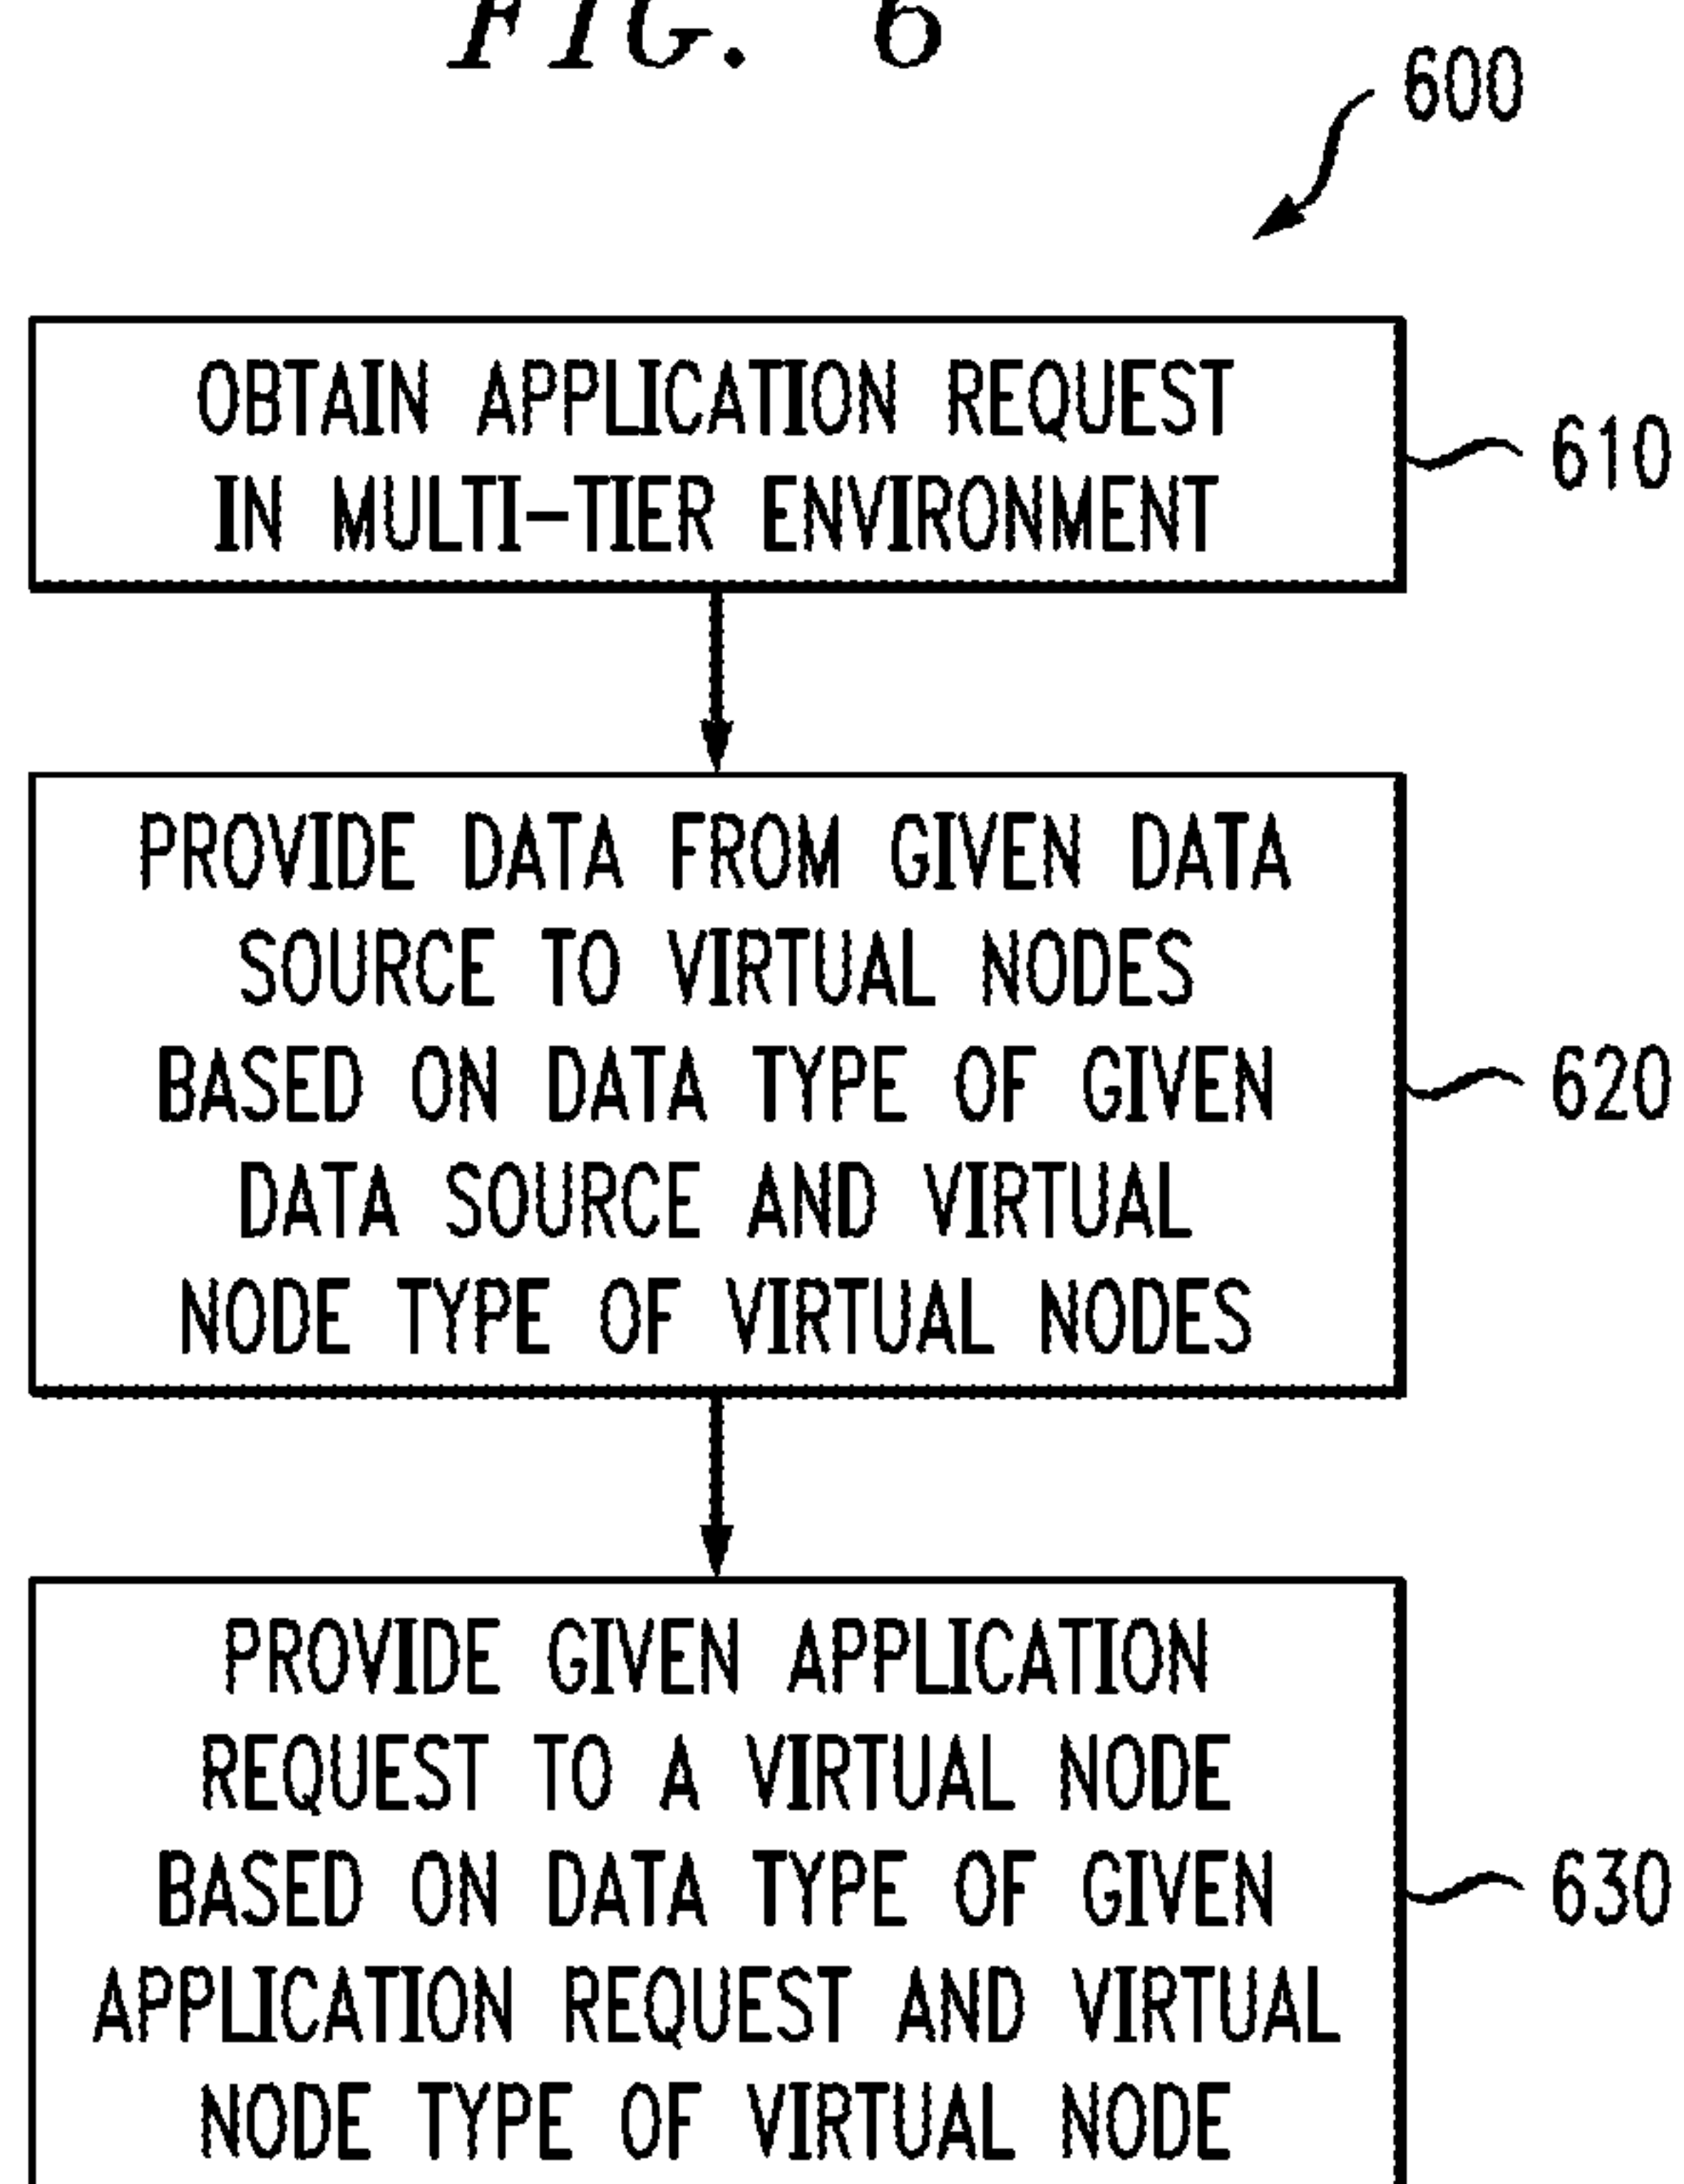 FIG. 6
600
OBTAIN APPLICATION REQUEST
IN MULTI-TIER ENVIRONMENT
610
PROVIDE DATA FROM GIVEN DATA
SOURCE TO VIRTUAL NODES
BASED ON DATA TYPE OF GIVEN
DATA SOURCE AND VIRTUAL
NODE TYPE OF VIRTUAL NODES
620
PROVIDE GIVEN APPLICATION
REQUEST TO A VIRTUAL NODE
BASED ON DATA TYPE OF GIVEN
APPLICATION REQUEST AND VIRTUAL
NODE TYPE OF VIRTUAL NODE
630